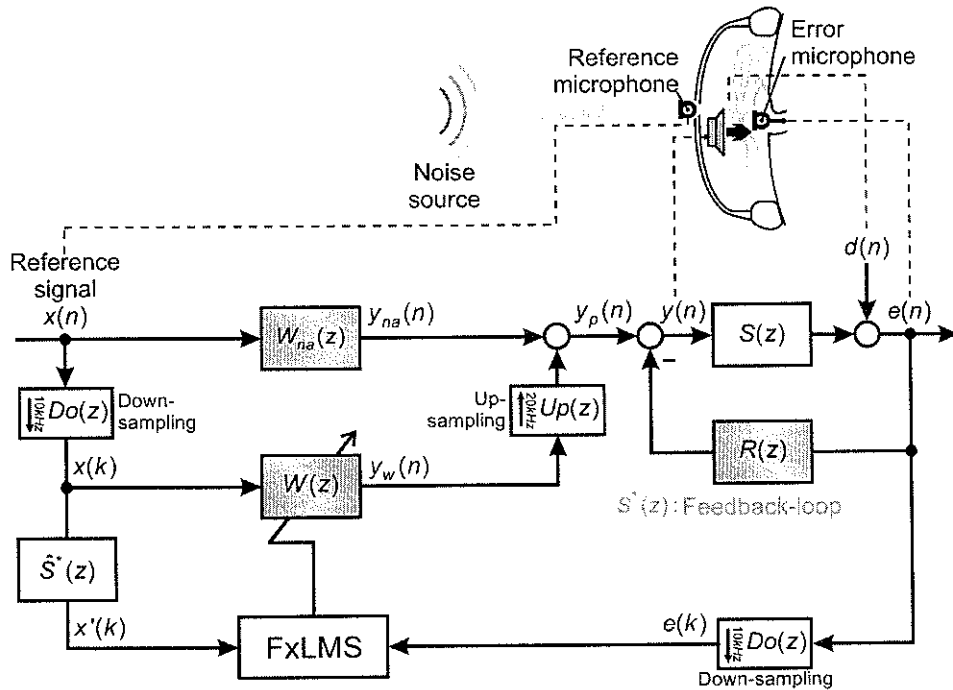 Reference
microphone
Error
microphone
Noise
source
Reference
signal
x(n)
W_na(z)
y_na(n)
y_p(n)
y(n)
S(z)
d(n)
e(n)
10kHz Do(z)
Down-
sampling
Up-
sampling
20kHz Up(z)
−
x(k)
W(z)
y_w(n)
R(z)
S*(z): Feedback-loop
Ŝ*(z)
x'(k)
FxLMS
e(k)
10kHz Do(z)
Down-sampling